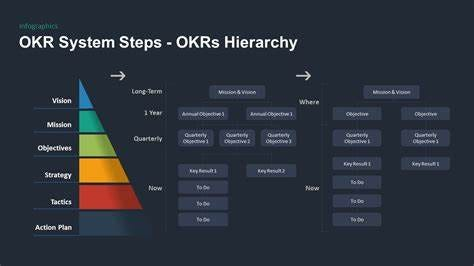 Infographics
OKR System Steps - OKRs Hierarchy
Vision
Mission
Objectives
Strategy
Tactics
Action Plan
Long-Term
1 Year
Quarterly
Now
Mission & Vision
Annual Objective 1
Annual Objective 1
Quarterly
Objective 1
Quarterly
Objective 2
Quarterly
Objective 3
Key Result 1
Key Result 2
To Do
To Do
To Do
Where
Now
Mission & Vision
Objective
Objective
Quarterly
Objective 1
Quarterly
Objective 1
Key Result 1
Key Result 1
To Do
To Do
To Do